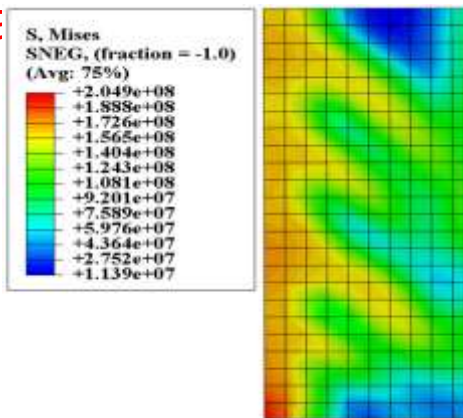 S, Mises
SNEG, (fraction = -1.0)
(Avg: 75%)
+2.049e+08
+1.888e+08
+1.726e+08
+1.565e+08
+1.404e+08
+1.243e+08
+1.081e+08
+9.201e+07
+7.589e+07
+5.976e+07
+4.364e+07
+2.752e+07
+1.139e+07